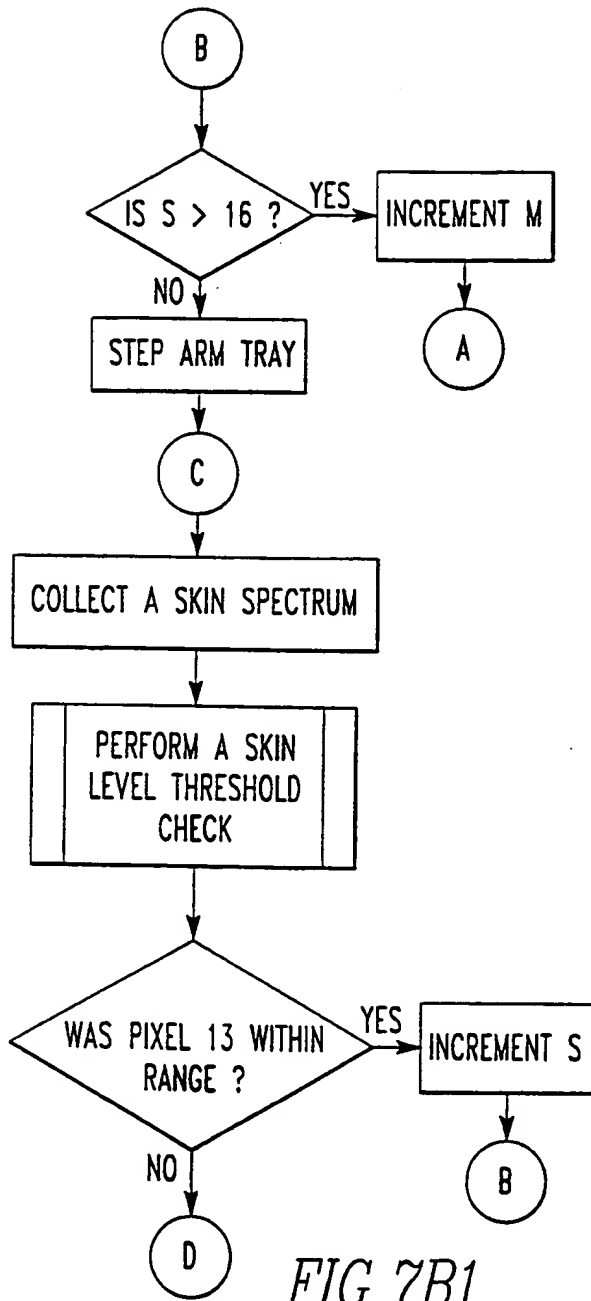 B
IS S > 16 ?
YES
INCREMENT M
NO
STEP ARM TRAY
A
C
COLLECT A SKIN SPECTRUM
PERFORM A SKIN
LEVEL THRESHOLD
CHECK
WAS PIXEL 13 WITHIN
RANGE ?
YES
INCREMENT S
NO
B
D
FIG. 7B1